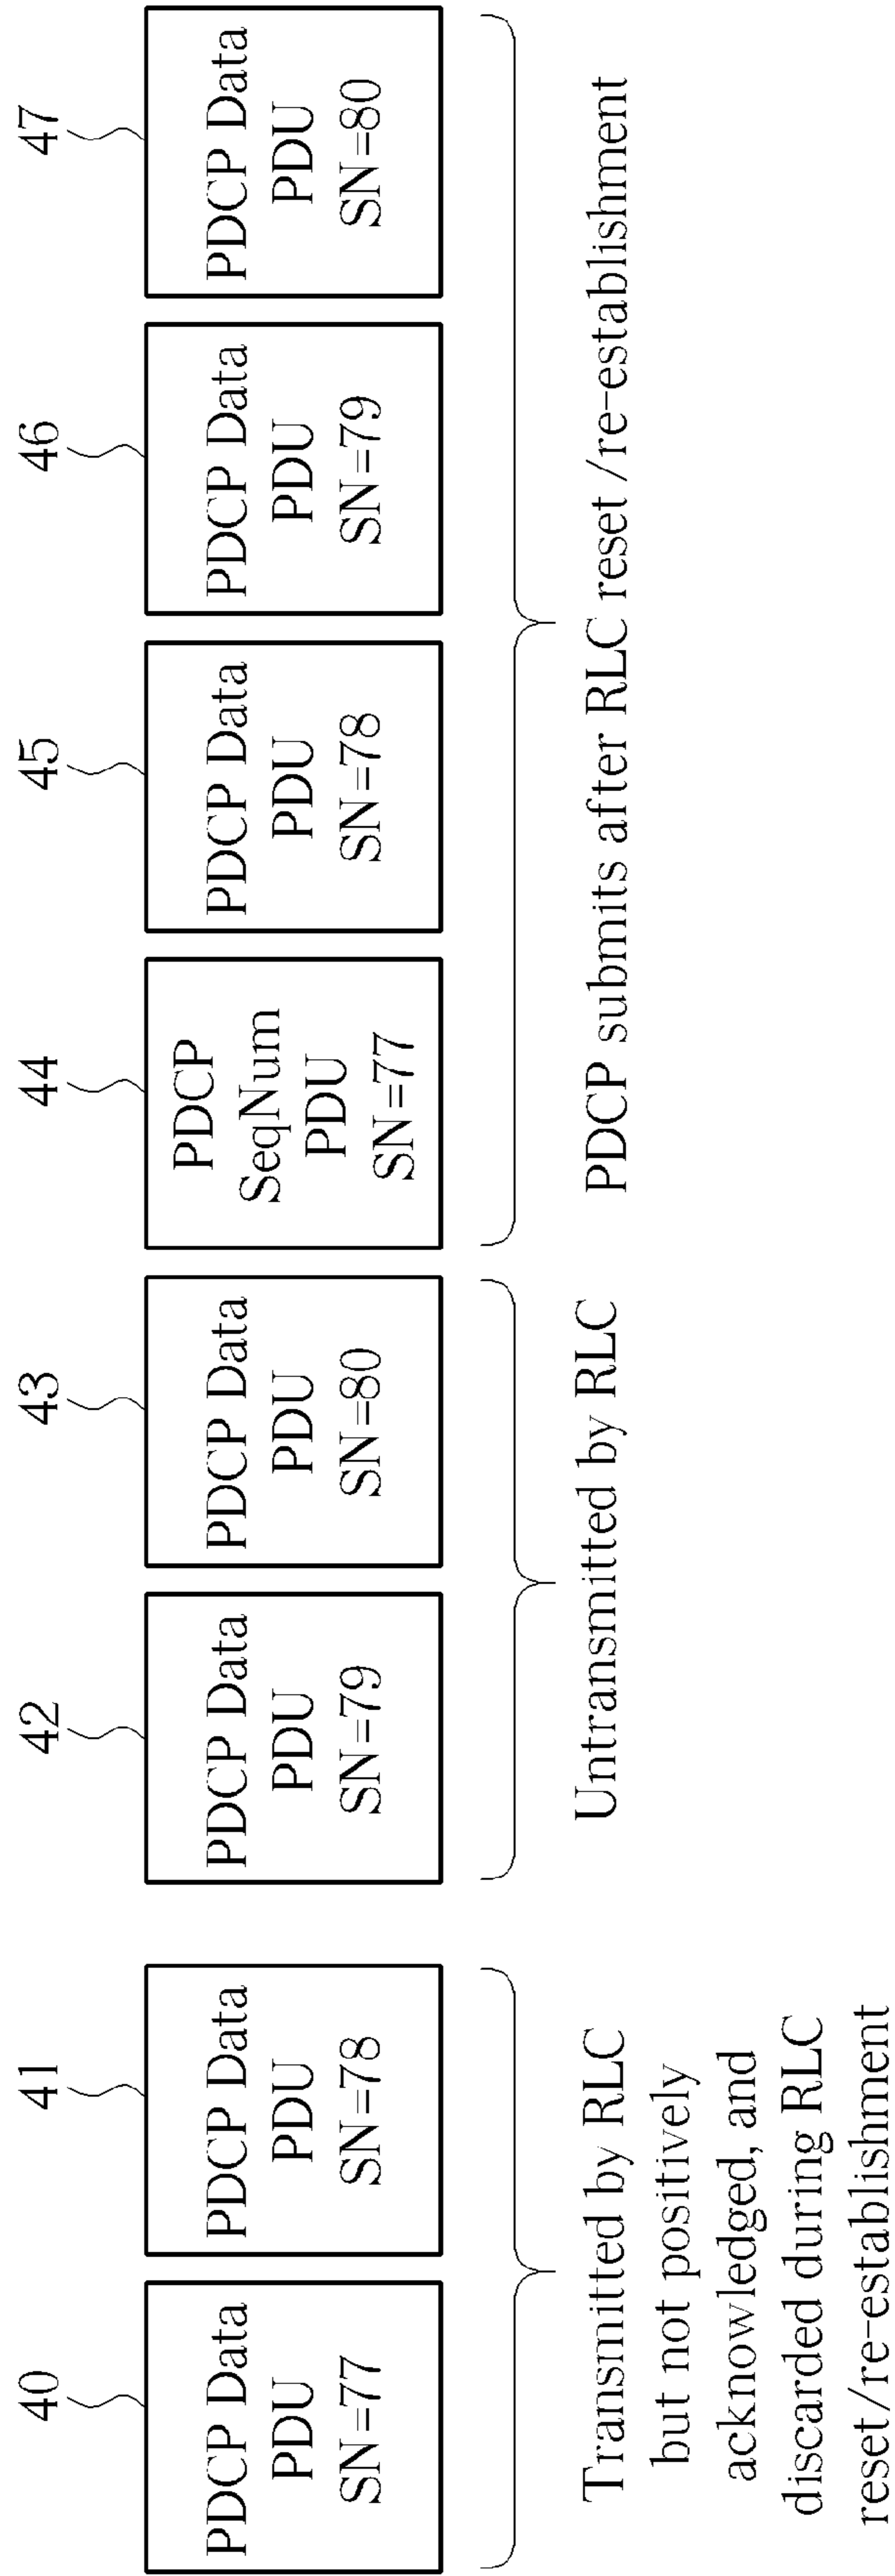 40
PDCP Data
PDU
SN=77
41
PDCP Data
PDU
SN=78
42
PDCP Data
PDU
SN=79
43
PDCP Data
PDU
SN=80
44
PDCP
SeqNum
PDU
SN=77
45
PDCP Data
PDU
SN=78
46
PDCP Data
PDU
SN=79
47
PDCP Data
PDU
SN=80
Transmitted by RLC
but not positively
acknowledged, and
discarded during RLC
reset/re-establishment
Untransmitted by RLC
PDCP submits after RLC reset/re-establishment